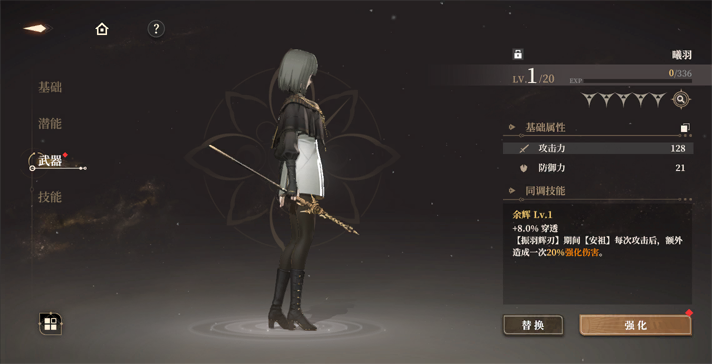 ?
基础
潜能
武器
技能
曦羽
LV.1/20
EXP
0/336
基础属性
攻击力 128
防御力 21
同调技能
余辉 Lv.1
+8.0% 穿透
【振羽辉刃】期间【安祖】每次攻击后，额外
造成一次20%强化伤害。
替换
强化